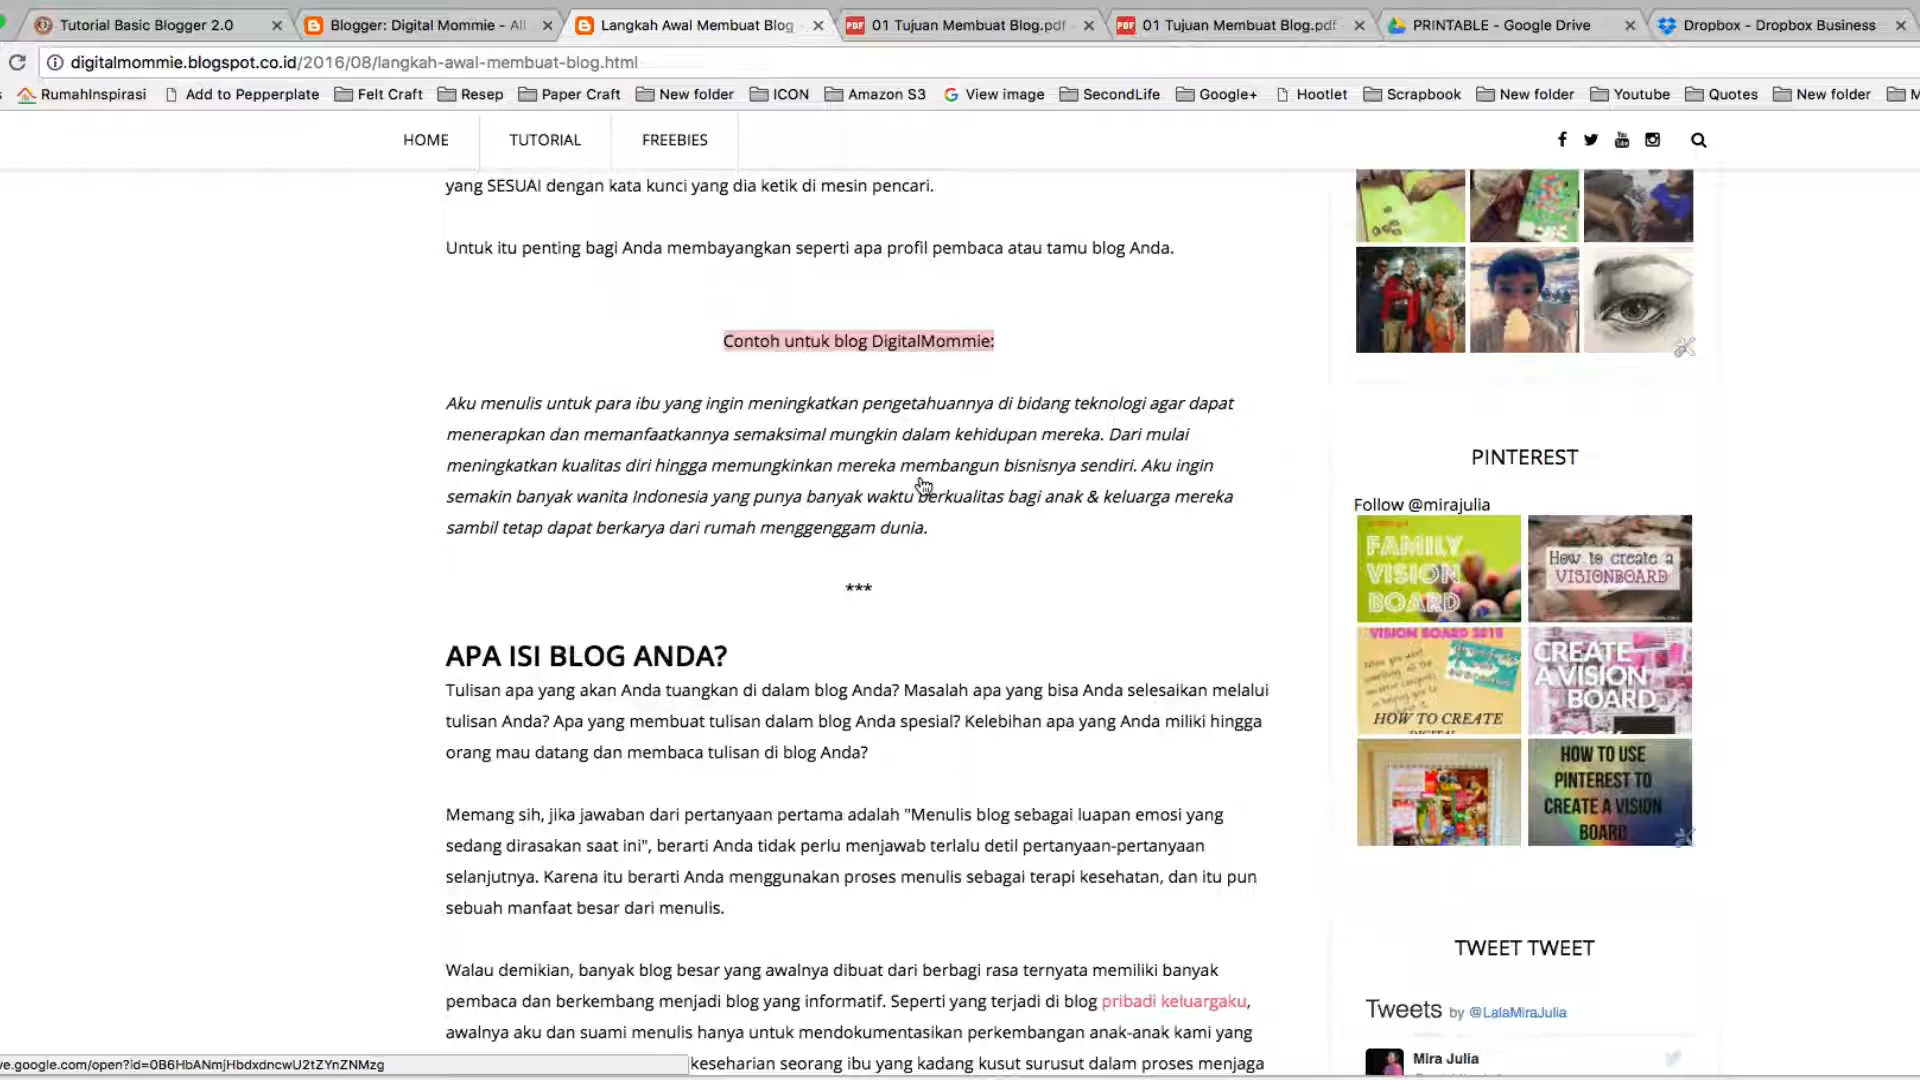 Tutorial Basic Blogger 2.0
Blogger: Digital Mommie - All
Langkah Awal Membuat Blog -
01 Tujuan Membuat Blog.pdf
01 Tujuan Membuat Blog.pdf
PRINTABLE - Google Drive
Dropbox - Dropbox Business
digitalmommie.blogspot.co.id/2016/08/langkah-awal-membuat-blog.html
RumahInspirasi
Add to Pepperplate
Felt Craft
Resep
Paper Craft
New folder
ICON
Amazon S3
View image
SecondLife
Google+
Hootlet
Scrapbook
New folder
Youtube
Quotes
New folder
HOME
TUTORIAL
FREEBIES
yang SESUAI dengan kata kunci yang dia ketik di mesin pencari.
Untuk itu penting bagi Anda membayangkan seperti apa profil pembaca atau tamu blog Anda.
Contoh untuk blog DigitalMommie:
Aku menulis untuk para ibu yang ingin meningkatkan pengetahuannya di bidang teknologi agar dapat
menerapkan dan memanfaatkannya semaksimal mungkin dalam kehidupan mereka. Dari mulai
meningkatkan kualitas diri hingga memungkinkan mereka membangun bisnisnya sendiri. Aku ingin
semakin banyak wanita Indonesia yang punya banyak waktu berkualitas bagi anak & keluarga mereka
sambil tetap dapat berkarya dari rumah menggenggam dunia.
***
APA ISI BLOG ANDA?
Tulisan apa yang akan Anda tuangkan di dalam blog Anda? Masalah apa yang bisa Anda selesaikan melalui
tulisan Anda? Apa yang membuat tulisan dalam blog Anda spesial? Kelebihan apa yang Anda miliki hingga
orang mau datang dan membaca tulisan di blog Anda?
Memang sih, jika jawaban dari pertanyaan pertama adalah "Menulis blog sebagai luapan emosi yang
sedang dirasakan saat ini", berarti Anda tidak perlu menjawab terlalu detil pertanyaan-pertanyaan
selanjutnya. Karena itu berarti Anda menggunakan proses menulis sebagai terapi kesehatan, dan itu pun
sebuah manfaat besar dari menulis.
Walau demikian, banyak blog besar yang awalnya dibuat dari berbagi rasa ternyata memiliki banyak
pembaca dan berkembang menjadi blog yang informatif. Seperti yang terjadi di blog pribadi keluargaku,
awalnya aku dan suami menulis hanya untuk mendokumentasikan perkembangan anak-anak kami yang
keseharian seorang ibu yang kadang kusut surusut dalam proses menjaga
ve.google.com/open?id=0B6HbANmjHbdxdncwU2tZYnZNMzg
PINTEREST
Follow @mirajulia
FAMILY
VISION
BOARD
How to create a
VISIONBOARD
VISION BOARD 2015
HOW TO CREATE
DIGITAL
CREATE
A VISION
BOARD
HOW TO USE
PINTEREST TO
CREATE A VISION
BOARD
TWEET TWEET
Tweets by @LalaMiraJulia
Mira Julia